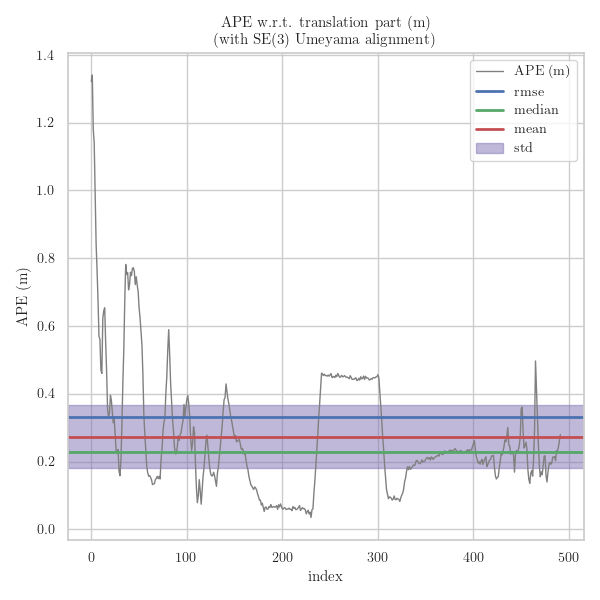 APE w.r.t. translation part (m)
(with SE(3) Umeyama alignment)
APE (m)
rmse
median
mean
std
1.4
1.2
1.0
0.8
0.6
0.4
0.2
0.0
APE (m)
0
100
200
300
400
500
index